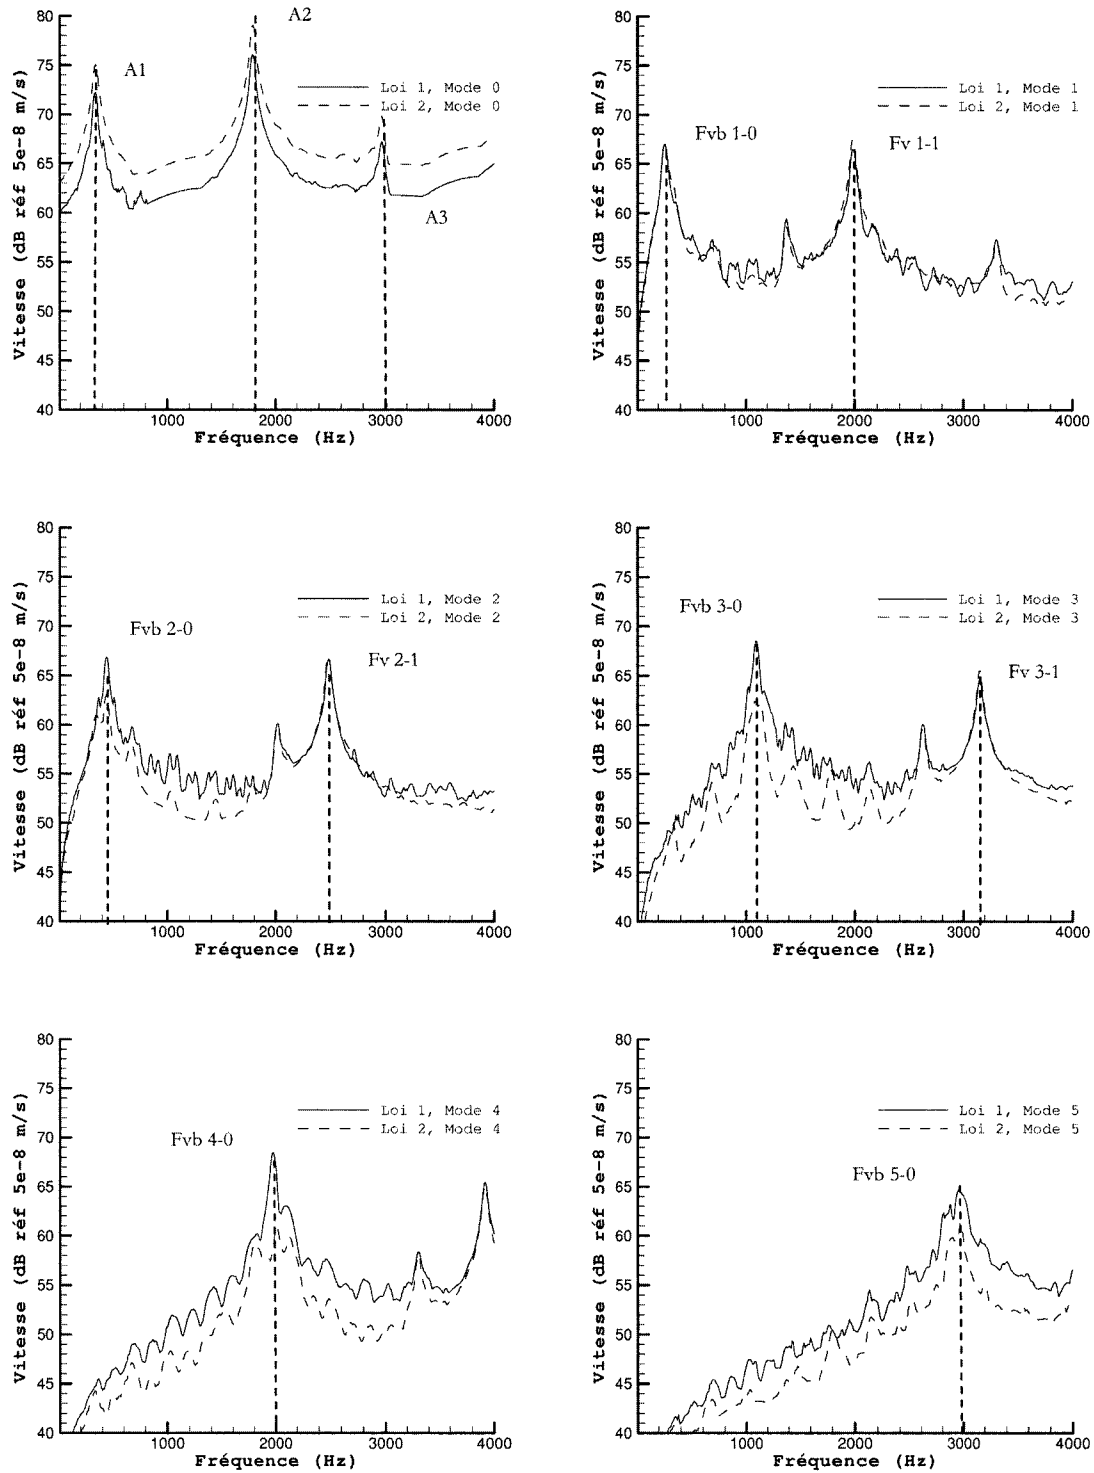 80
75
70
65
60
55
50
45
40
Vitesse (dB réf 5e-8 m/s)
A1
A2
A3
Loi 1, Mode 0
Loi 2, Mode 0
1000
2000
3000
4000
Fréquence (Hz)
80
75
70
65
60
55
50
45
40
Vitesse (dB réf 5e-8 m/s)
Loi 1, Mode 1
Loi 2, Mode 1
Fvb 1-0
Fv 1-1
1000
2000
3000
4000
Fréquence (Hz)
80
75
70
65
60
55
50
45
40
Vitesse (dB réf 5e-8 m/s)
Loi 1, Mode 2
Loi 2, Mode 2
Fvb 2-0
Fv 2-1
1000
2000
3000
4000
Fréquence (Hz)
80
75
70
65
60
55
50
45
40
Vitesse (dB réf 5e-8 m/s)
Loi 1, Mode 3
Loi 2, Mode 3
Fvb 3-0
Fv 3-1
1000
2000
3000
4000
Fréquence (Hz)
80
75
70
65
60
55
50
45
40
Vitesse (dB réf 5e-8 m/s)
Loi 1, Mode 4
Loi 2, Mode 4
Fvb 4-0
1000
2000
3000
4000
Fréquence (Hz)
80
75
70
65
60
55
50
45
40
Vitesse (dB réf 5e-8 m/s)
Loi 1, Mode 5
Loi 2, Mode 5
Fvb 5-0
1000
2000
3000
4000
Fréquence (Hz)